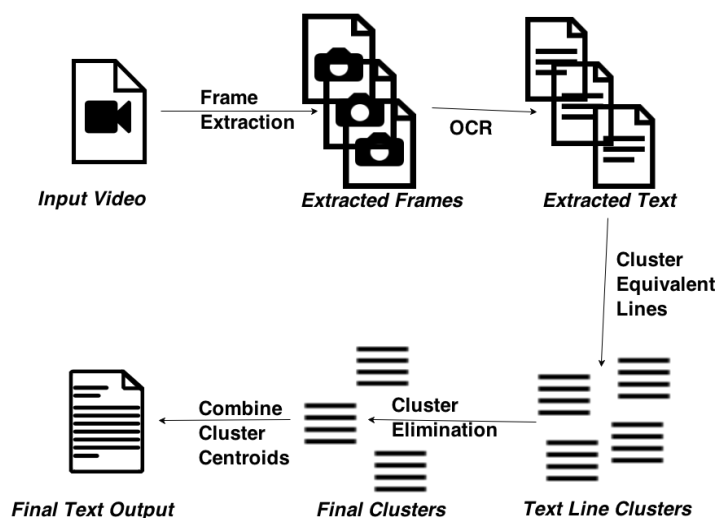 Frame
Extraction
OCR
Input Video
Extracted Frames
Extracted Text
Cluster
Equivalent
Lines
Combine
Cluster
Centroids
Cluster
Elimination
Final Text Output
Final Clusters
Text Line Clusters